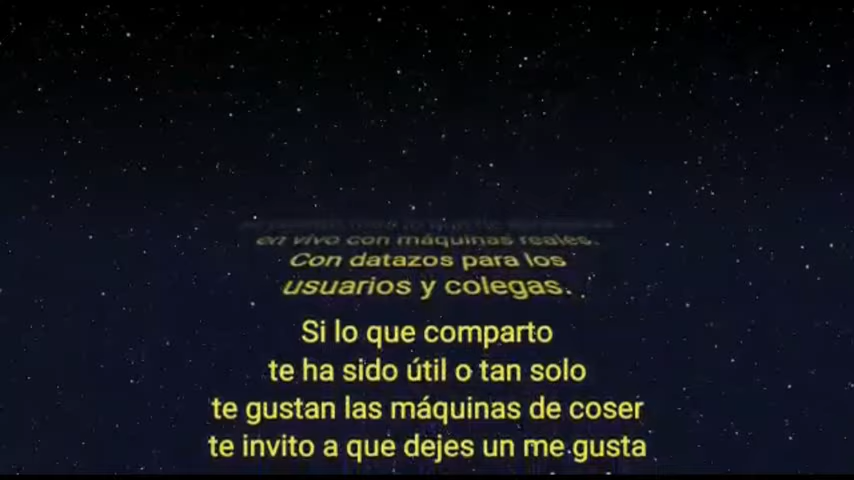 en vivo con máquinas reales.
Con datazos para los
usuarios y colegas.
Si lo que comparto
te ha sido útil o tan solo
te gustan las máquinas de coser
te invito a que dejes un me gusta